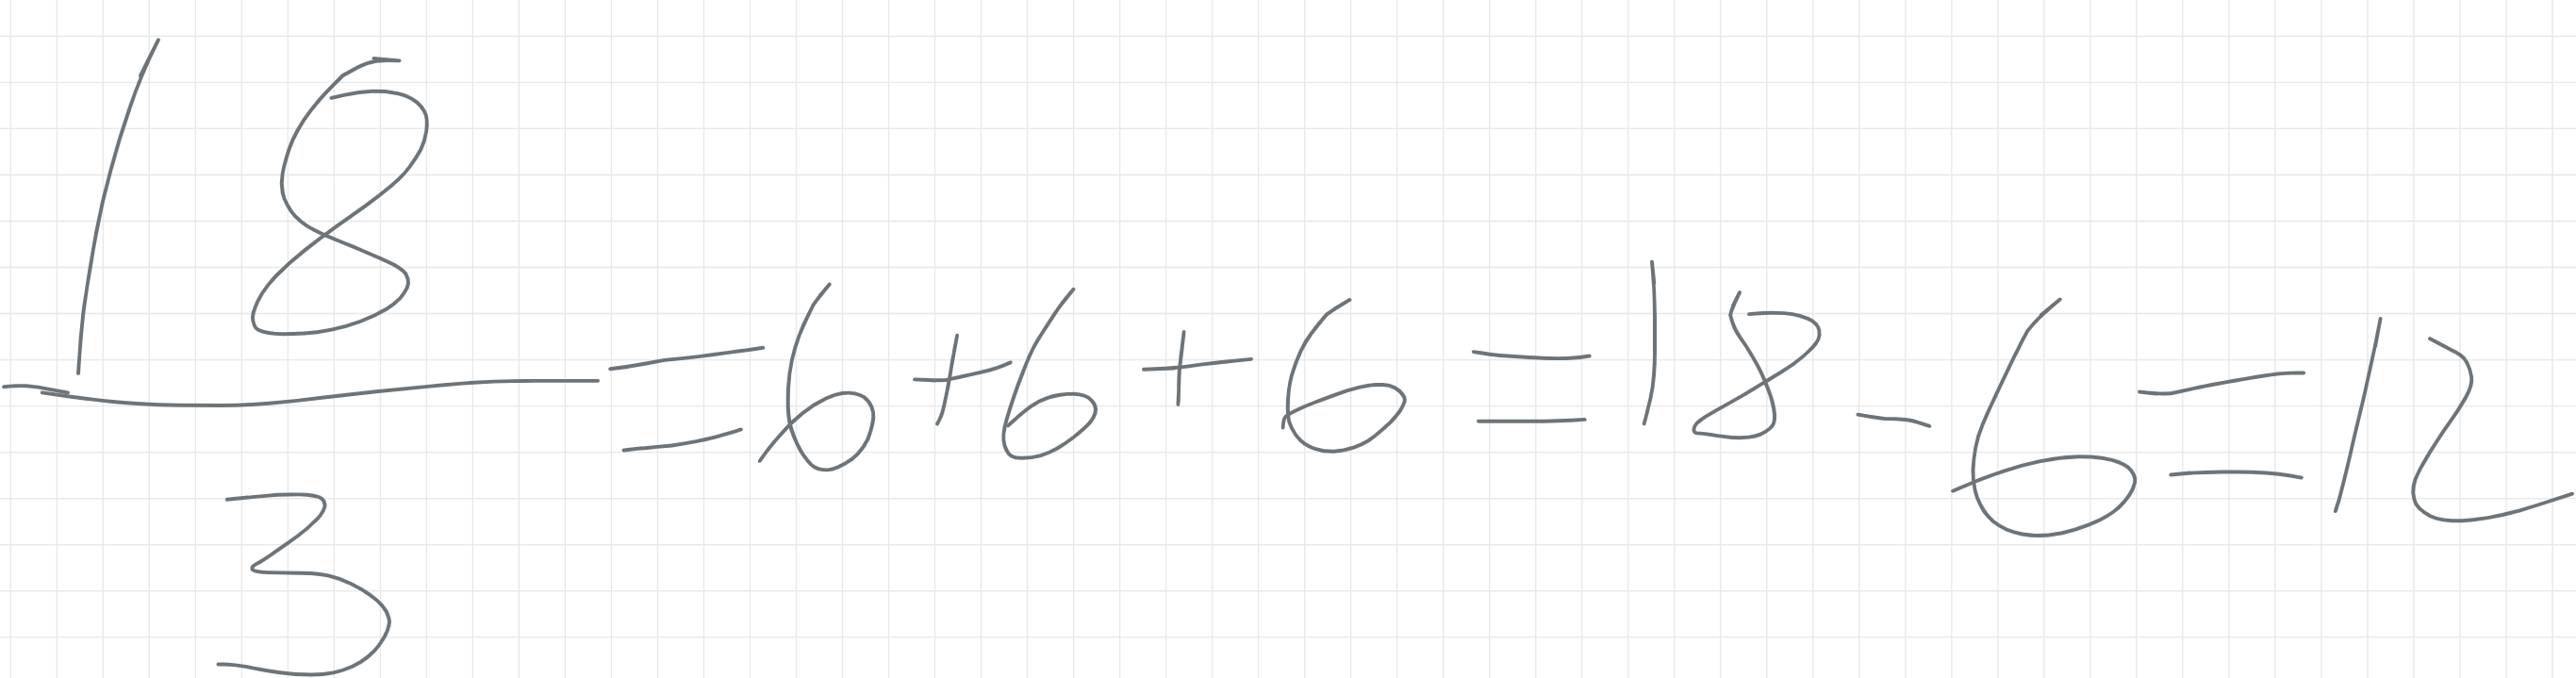 18/3 = 6 + 6 + 6 = 18 - 6 = 12